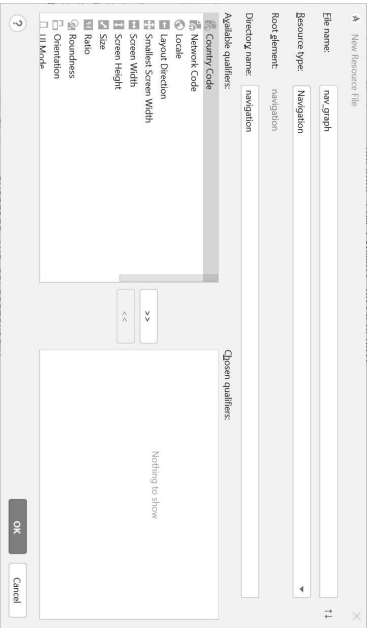 New Resource File
File name:
nav_graph
Resource type:
Navigation
Root element:
navigation
Directory name:
navigation
Available qualifiers:
Chosen qualifiers:
Country Code
Network Code
Locale
Layout Direction
Smallest Screen Width
Screen Width
Screen Height
Size
Ratio
Roundness
Orientation
UI Mode
>>
<<
Nothing to show
?
OK
Cancel